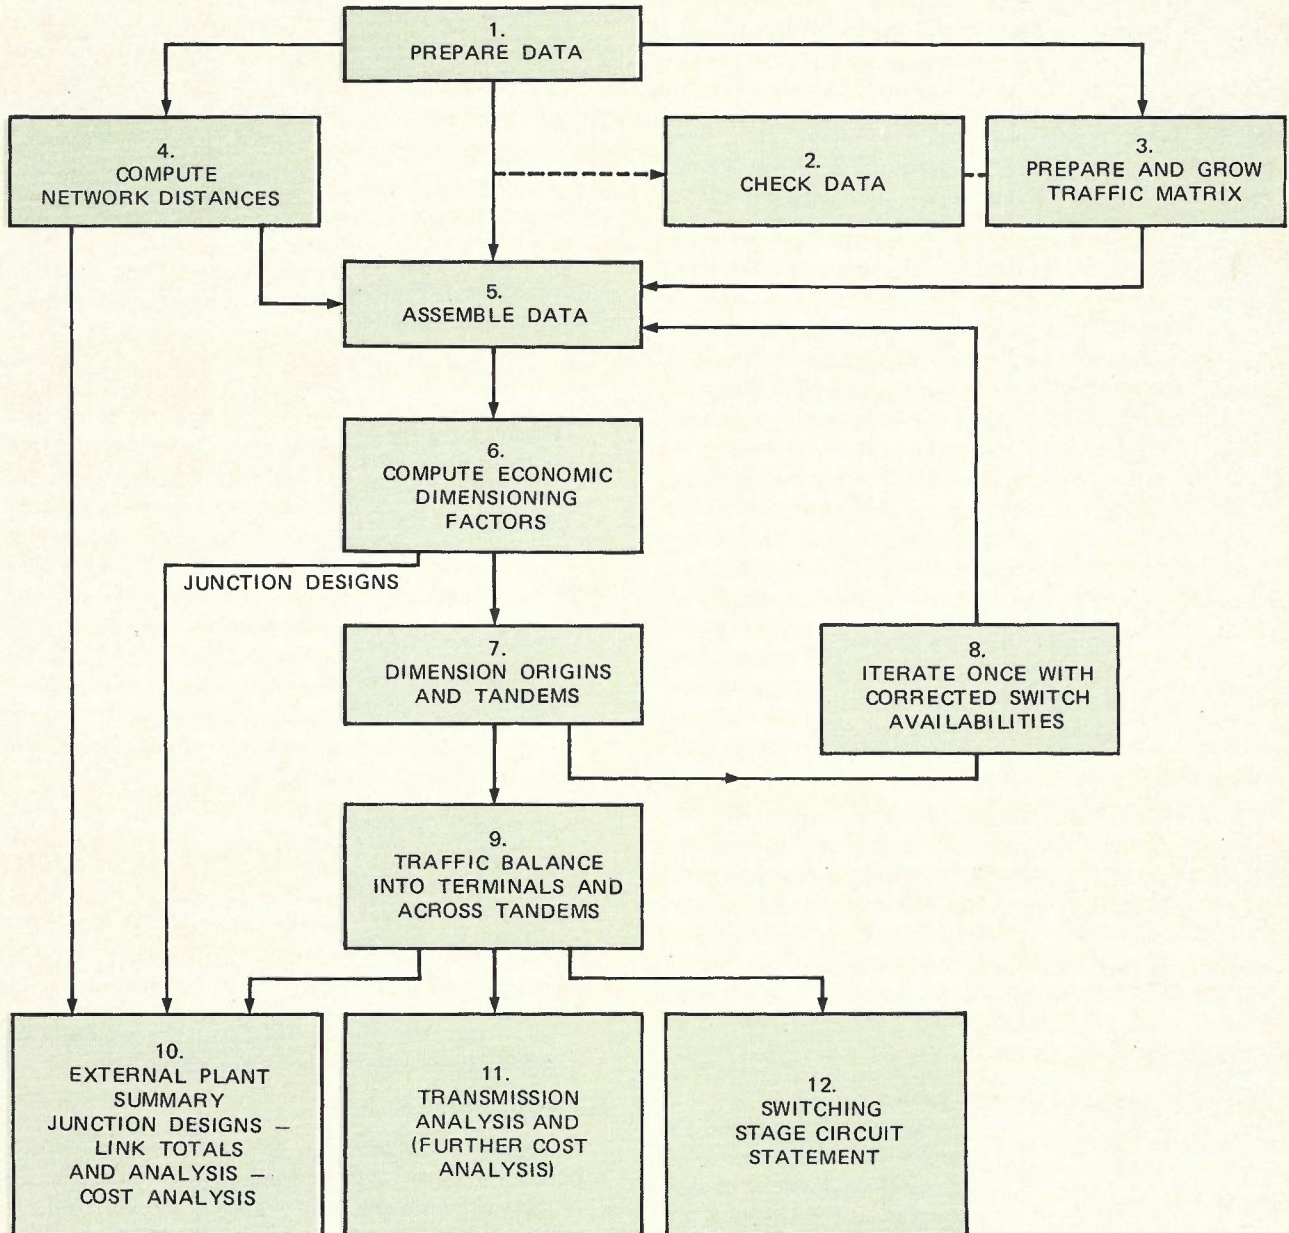 1.
PREPARE DATA
4.
COMPUTE
NETWORK DISTANCES
2.
CHECK DATA
3.
PREPARE AND GROW
TRAFFIC MATRIX
5.
ASSEMBLE DATA
6.
COMPUTE ECONOMIC
DIMENSIONING
FACTORS
JUNCTION DESIGNS
7.
DIMENSION ORIGINS
AND TANDEMS
8.
ITERATE ONCE WITH
CORRECTED SWITCH
AVAILABILITIES
9.
TRAFFIC BALANCE
INTO TERMINALS AND
ACROSS TANDEMS
10.
EXTERNAL PLANT
SUMMARY
JUNCTION DESIGNS –
LINK TOTALS
AND ANALYSIS –
COST ANALYSIS
11.
TRANSMISSION
ANALYSIS AND
(FURTHER COST
ANALYSIS)
12.
SWITCHING
STAGE CIRCUIT
STATEMENT